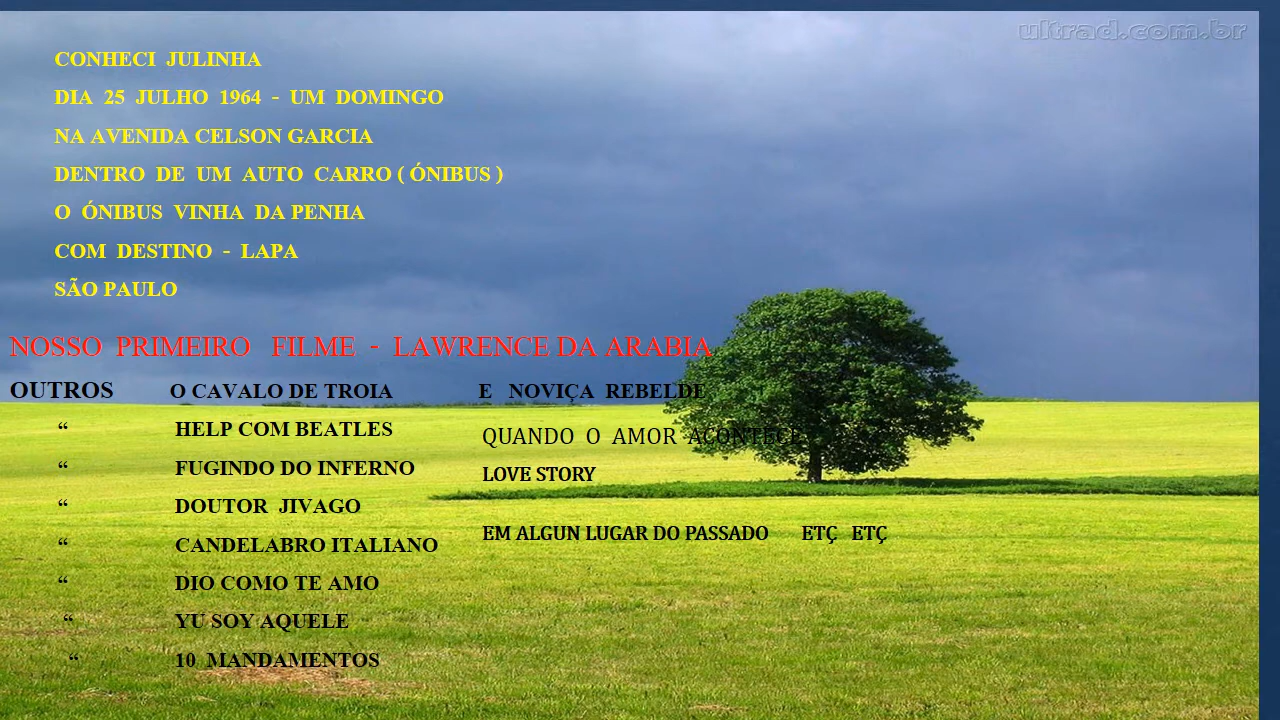 ultrad.com.br
CONHECI JULINHA
DIA 25 JULHO 1964 - UM DOMINGO
NA AVENIDA CELSON GARCIA
DENTRO DE UM AUTO CARRO ( ÓNIBUS )
O ÓNIBUS VINHA DA PENHA
COM DESTINO - LAPA
SÃO PAULO
NOSSO PRIMEIRO FILME - LAWRENCE DA ARABIA
OUTROS O CAVALO DE TROIA E NOVIÇA REBELDE
“ HELP COM BEATLES
QUANDO O AMOR ACONTECE
“ FUGINDO DO INFERNO
LOVE STORY
“ DOUTOR JIVAGO
EM ALGUN LUGAR DO PASSADO ETÇ ETÇ
“ CANDELABRO ITALIANO
“ DIO COMO TE AMO
“ YU SOY AQUELE
“ 10 MANDAMENTOS